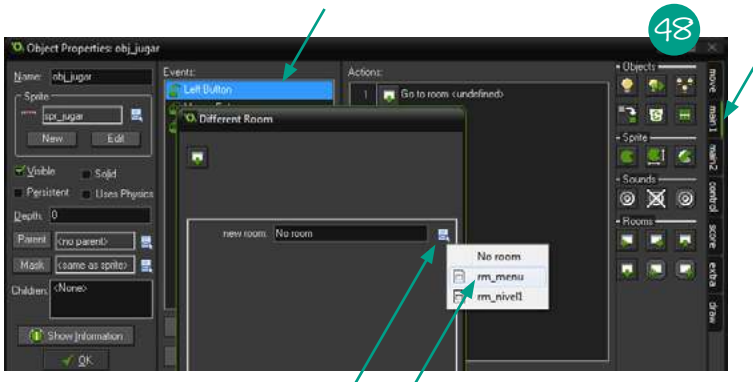 48
Object Properties: obj_jugar
Name: obj_jugar
Sprite
spr_jugar
New Edit
Visible Solid
Persistent Uses Physics
Depth: 0
Parent <no parent>
Mask <same as sprite>
Children: <None>
Show Information
OK
Events:
Left Button
Actions:
1 Go to room <undefined>
Different Room
new room: No room
No room
rm_menu
rm_nivel1
Objects
Sprite
Sounds
Rooms
move
main1
main2
control
score
extra
draw